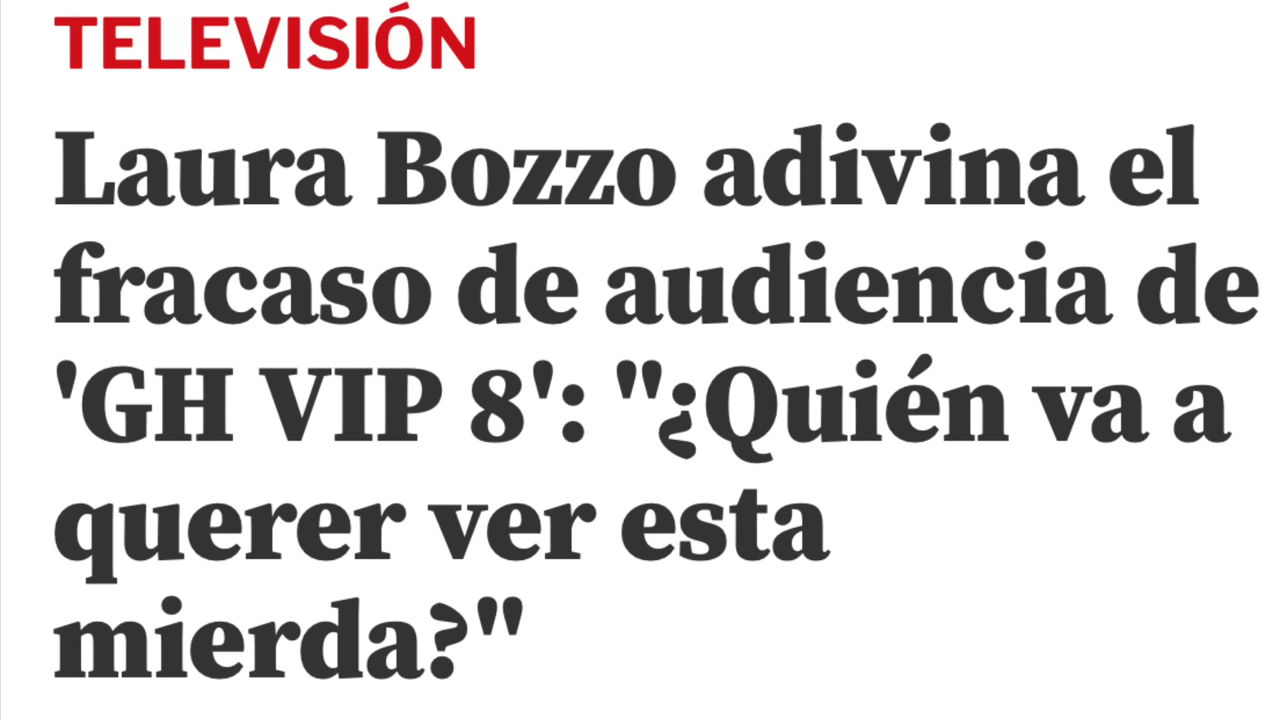 TELEVISIÓN
Laura Bozzo adivina el
fracaso de audiencia de
'GH VIP 8': "¿Quién va a
querer ver esta
mierda?"